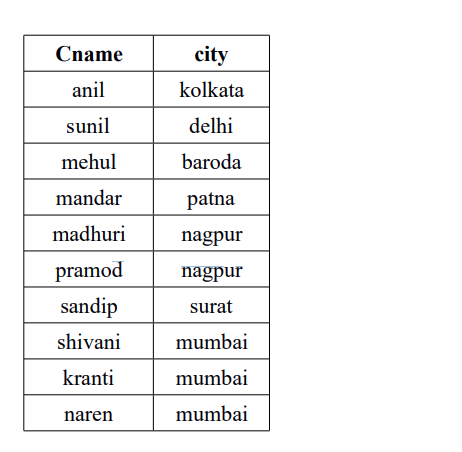 Cname city
anil kolkata
sunil delhi
mehul baroda
mandar patna
madhuri nagpur
pramod nagpur
sandip surat
shivani mumbai
kranti mumbai
naren mumbai